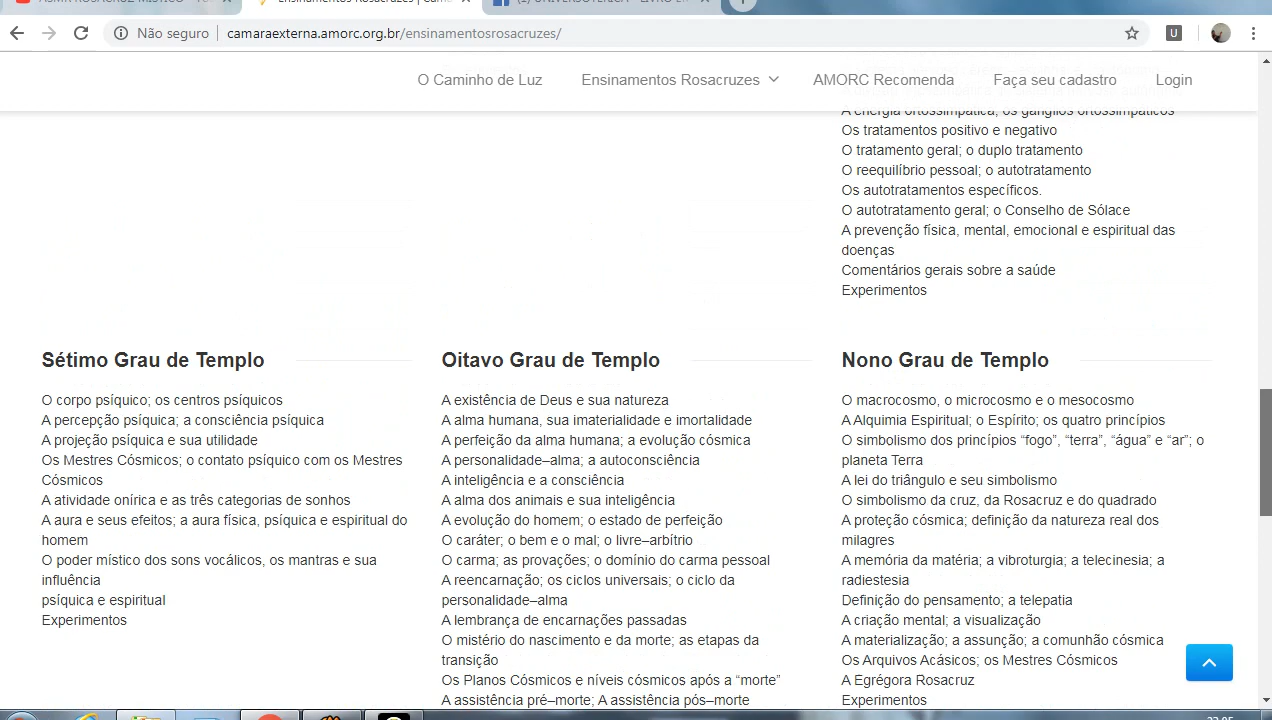 ASMR ROSACRUZ MÍSTICO - You
Ensinamentos Rosacruzes | Câma
(1) UNIVERSOTÉRICA - LIVRO E
Não seguro
camaraexterna.amorc.org.br/ensinamentosrosacruzes/
O Caminho de Luz
Ensinamentos Rosacruzes
AMORC Recomenda
Faça seu cadastro
Login
A energia ortossimpática; os gânglios ortossimpáticos
Os tratamentos positivo e negativo
O tratamento geral; o duplo tratamento
O reequilíbrio pessoal; o autotratamento
Os autotratamentos específicos.
O autotratamento geral; o Conselho de Sólace
A prevenção física, mental, emocional e espiritual das
doenças
Comentários gerais sobre a saúde
Experimentos
Sétimo Grau de Templo
O corpo psíquico; os centros psíquicos
A percepção psíquica; a consciência psíquica
A projeção psíquica e sua utilidade
Os Mestres Cósmicos; o contato psíquico com os Mestres
Cósmicos
A atividade onírica e as três categorias de sonhos
A aura e seus efeitos; a aura física, psíquica e espiritual do
homem
O poder místico dos sons vocálicos, os mantras e sua
influência
psíquica e espiritual
Experimentos
Oitavo Grau de Templo
A existência de Deus e sua natureza
A alma humana, sua imaterialidade e imortalidade
A perfeição da alma humana; a evolução cósmica
A personalidade–alma; a autoconsciência
A inteligência e a consciência
A alma dos animais e sua inteligência
A evolução do homem; o estado de perfeição
O caráter; o bem e o mal; o livre–arbítrio
O carma; as provações; o domínio do carma pessoal
A reencarnação; os ciclos universais; o ciclo da
personalidade–alma
A lembrança de encarnações passadas
O mistério do nascimento e da morte; as etapas da
transição
Os Planos Cósmicos e níveis cósmicos após a “morte”
A assistência pré–morte; A assistência pós–morte
Nono Grau de Templo
O macrocosmo, o microcosmo e o mesocosmo
A Alquimia Espiritual; o Espírito; os quatro princípios
O simbolismo dos princípios “fogo”, “terra”, “água” e “ar”; o
planeta Terra
A lei do triângulo e seu simbolismo
O simbolismo da cruz, da Rosacruz e do quadrado
A proteção cósmica; definição da natureza real dos
milagres
A memória da matéria; a vibroturgia; a telecinesia; a
radiestesia
Definição do pensamento; a telepatia
A criação mental; a visualização
A materialização; a assunção; a comunhão cósmica
Os Arquivos Acásicos; os Mestres Cósmicos
A Egrégora Rosacruz
Experimentos